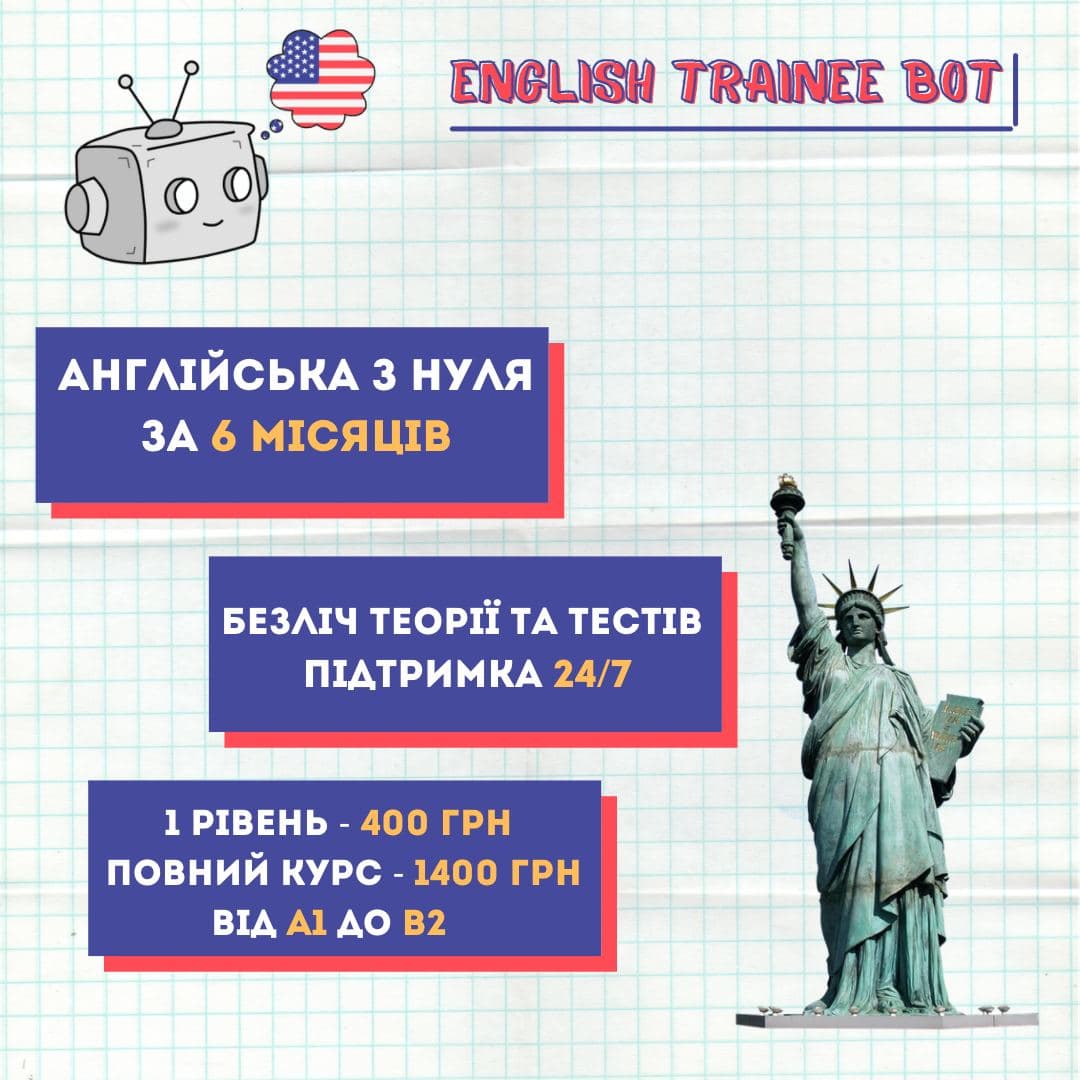 ENGLISH TRAINEE BOT
АНГЛІЙСЬКА З НУЛЯ
ЗА 6 МІСЯЦІВ
БЕЗЛІЧ ТЕОРІЇ ТА ТЕСТІВ
ПІДТРИМКА 24/7
1 РІВЕНЬ - 400 ГРН
ПОВНИЙ КУРС - 1400 ГРН
ВІД А1 ДО В2